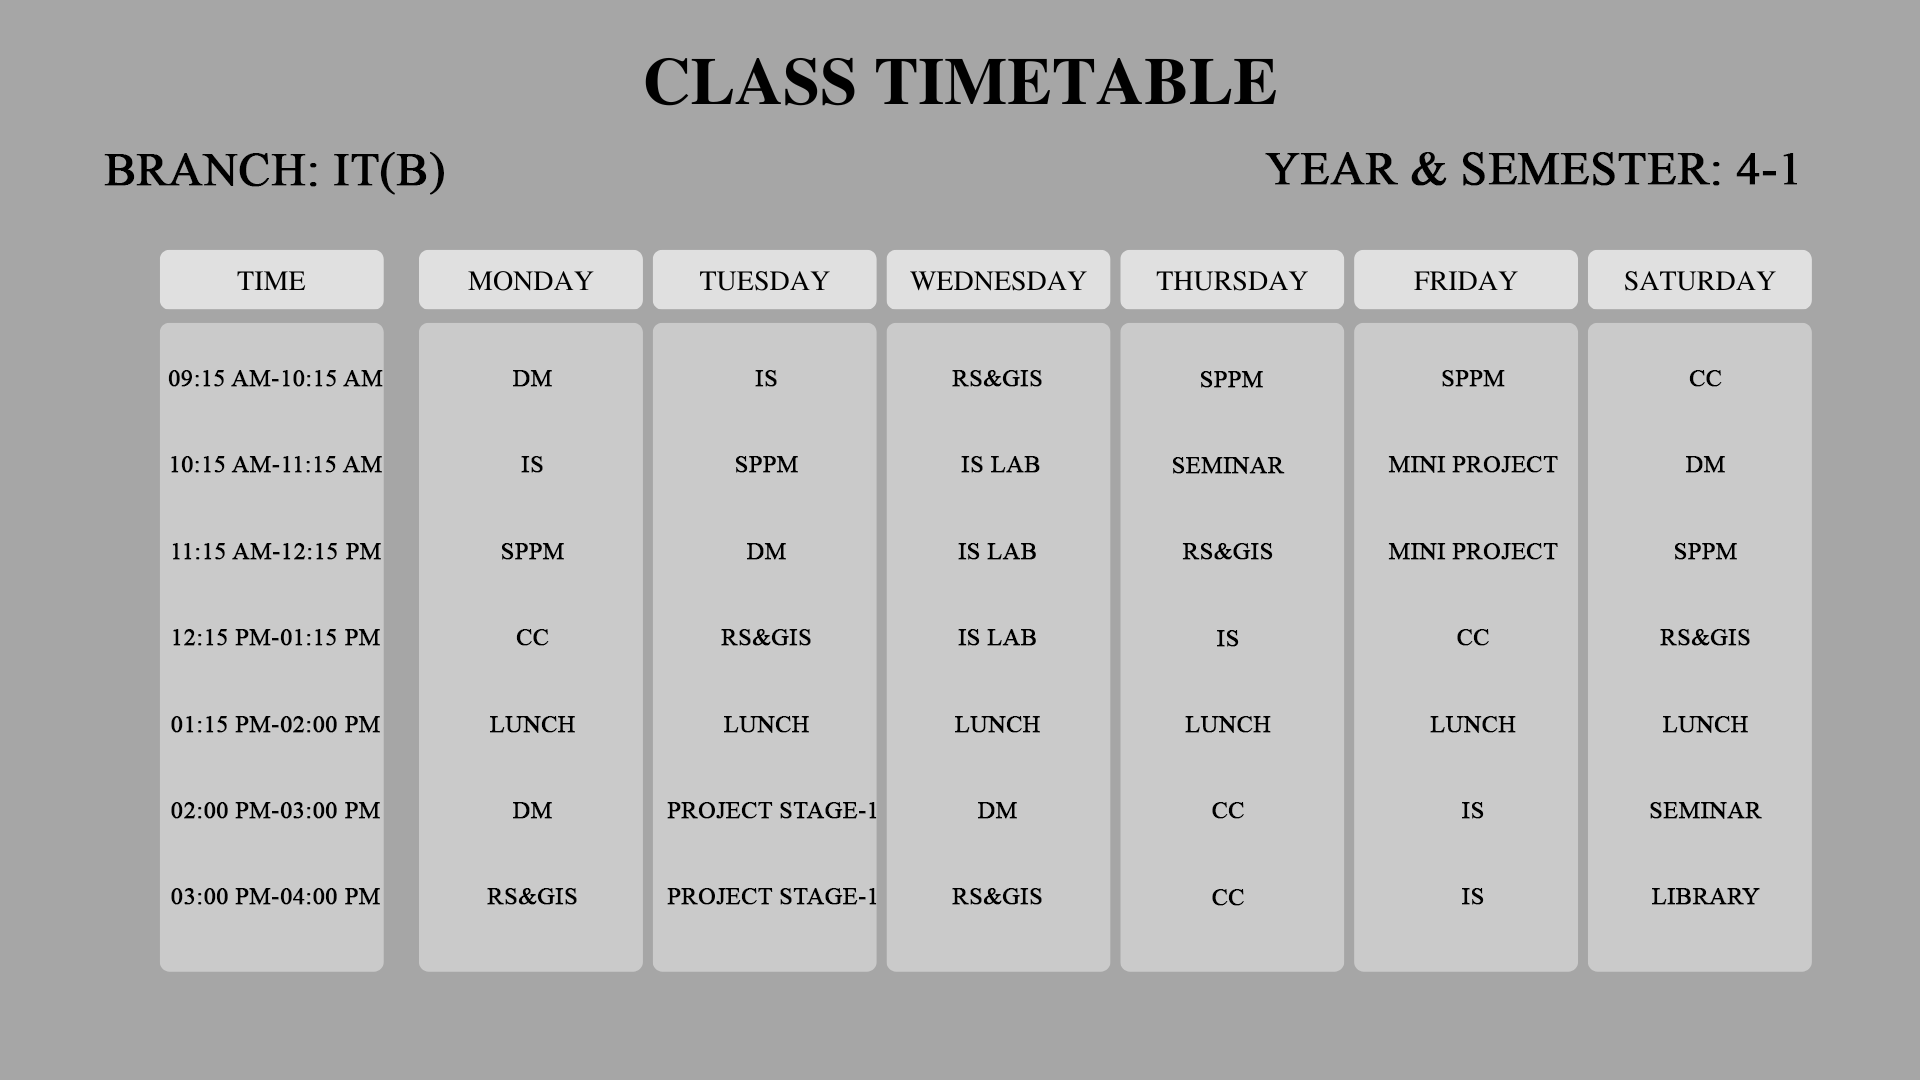 CLASS TIMETABLE
BRANCH: IT(B) YEAR & SEMESTER: 4-1
TIME MONDAY TUESDAY WEDNESDAY THURSDAY FRIDAY SATURDAY
09:15 AM-10:15 AM DM IS RS&GIS SPPM SPPM CC
10:15 AM-11:15 AM IS SPPM IS LAB SEMINAR MINI PROJECT DM
11:15 AM-12:15 PM SPPM DM IS LAB RS&GIS MINI PROJECT SPPM
12:15 PM-01:15 PM CC RS&GIS IS LAB IS CC RS&GIS
01:15 PM-02:00 PM LUNCH LUNCH LUNCH LUNCH LUNCH LUNCH
02:00 PM-03:00 PM DM PROJECT STAGE-1 DM CC IS SEMINAR
03:00 PM-04:00 PM RS&GIS PROJECT STAGE-1 RS&GIS CC IS LIBRARY